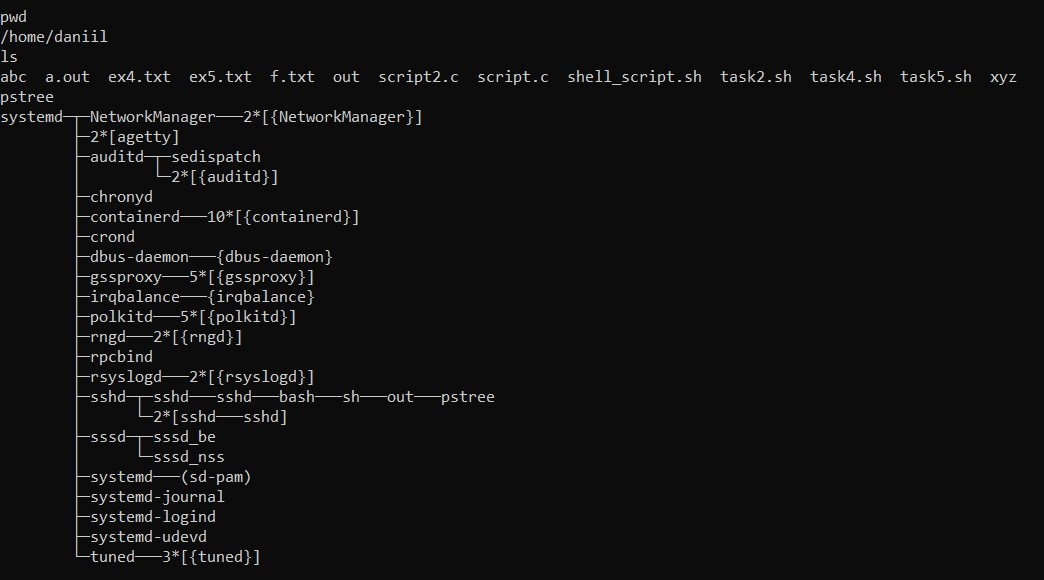 pwd
/home/daniil
ls
abc  a.out  ex4.txt  ex5.txt  f.txt  out  script2.c  script.c  shell_script.sh  task2.sh  task4.sh  task5.sh  xyz
pstree
systemd─┬─NetworkManager───2*[{NetworkManager}]
        ├─2*[agetty]
        ├─auditd─┬─sedispatch
        │        └─2*[{auditd}]
        ├─chronyd
        ├─containerd───10*[{containerd}]
        ├─crond
        ├─dbus-daemon───{dbus-daemon}
        ├─gssproxy───5*[{gssproxy}]
        ├─irqbalance───{irqbalance}
        ├─polkitd───5*[{polkitd}]
        ├─rngd───2*[{rngd}]
        ├─rpcbind
        ├─rsyslogd───2*[{rsyslogd}]
        ├─sshd─┬─sshd───sshd───bash───sh───out───pstree
        │      └─2*[sshd───sshd]
        ├─sssd─┬─sssd_be
        │      └─sssd_nss
        ├─systemd───(sd-pam)
        ├─systemd-journal
        ├─systemd-logind
        ├─systemd-udevd
        └─tuned───3*[{tuned}]